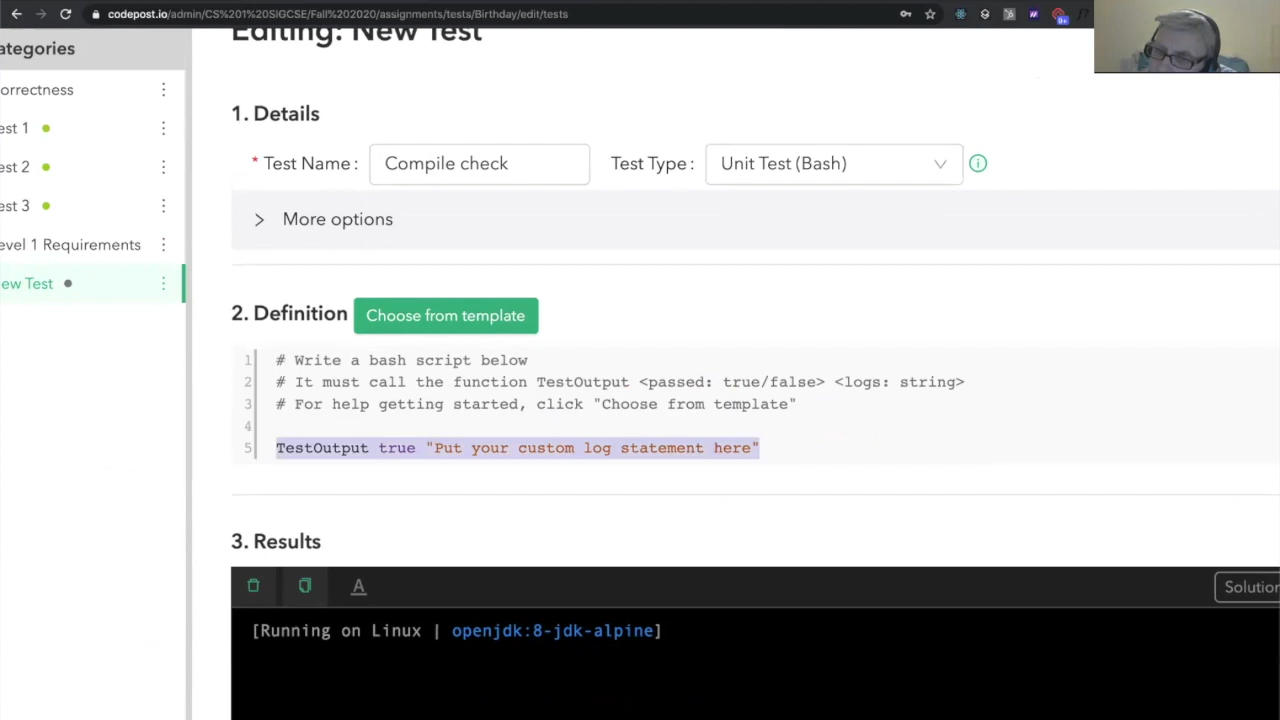 codepost.io/admin/CS%201%20SIGCSE/Fall%202020/assignments/tests/Birthday/edit/tests
9+
f?
ategories
Editing: New Test
orrectness
est 1
est 2
est 3
evel 1 Requirements
ew Test
1. Details
* Test Name :
Compile check
Test Type :
Unit Test (Bash)
More options
2. Definition
Choose from template
1 # Write a bash script below
2 # It must call the function TestOutput <passed: true/false> <logs: string>
3 # For help getting started, click "Choose from template"
4
5 TestOutput true "Put your custom log statement here"
3. Results
A
Solution
[Running on Linux | openjdk:8-jdk-alpine]